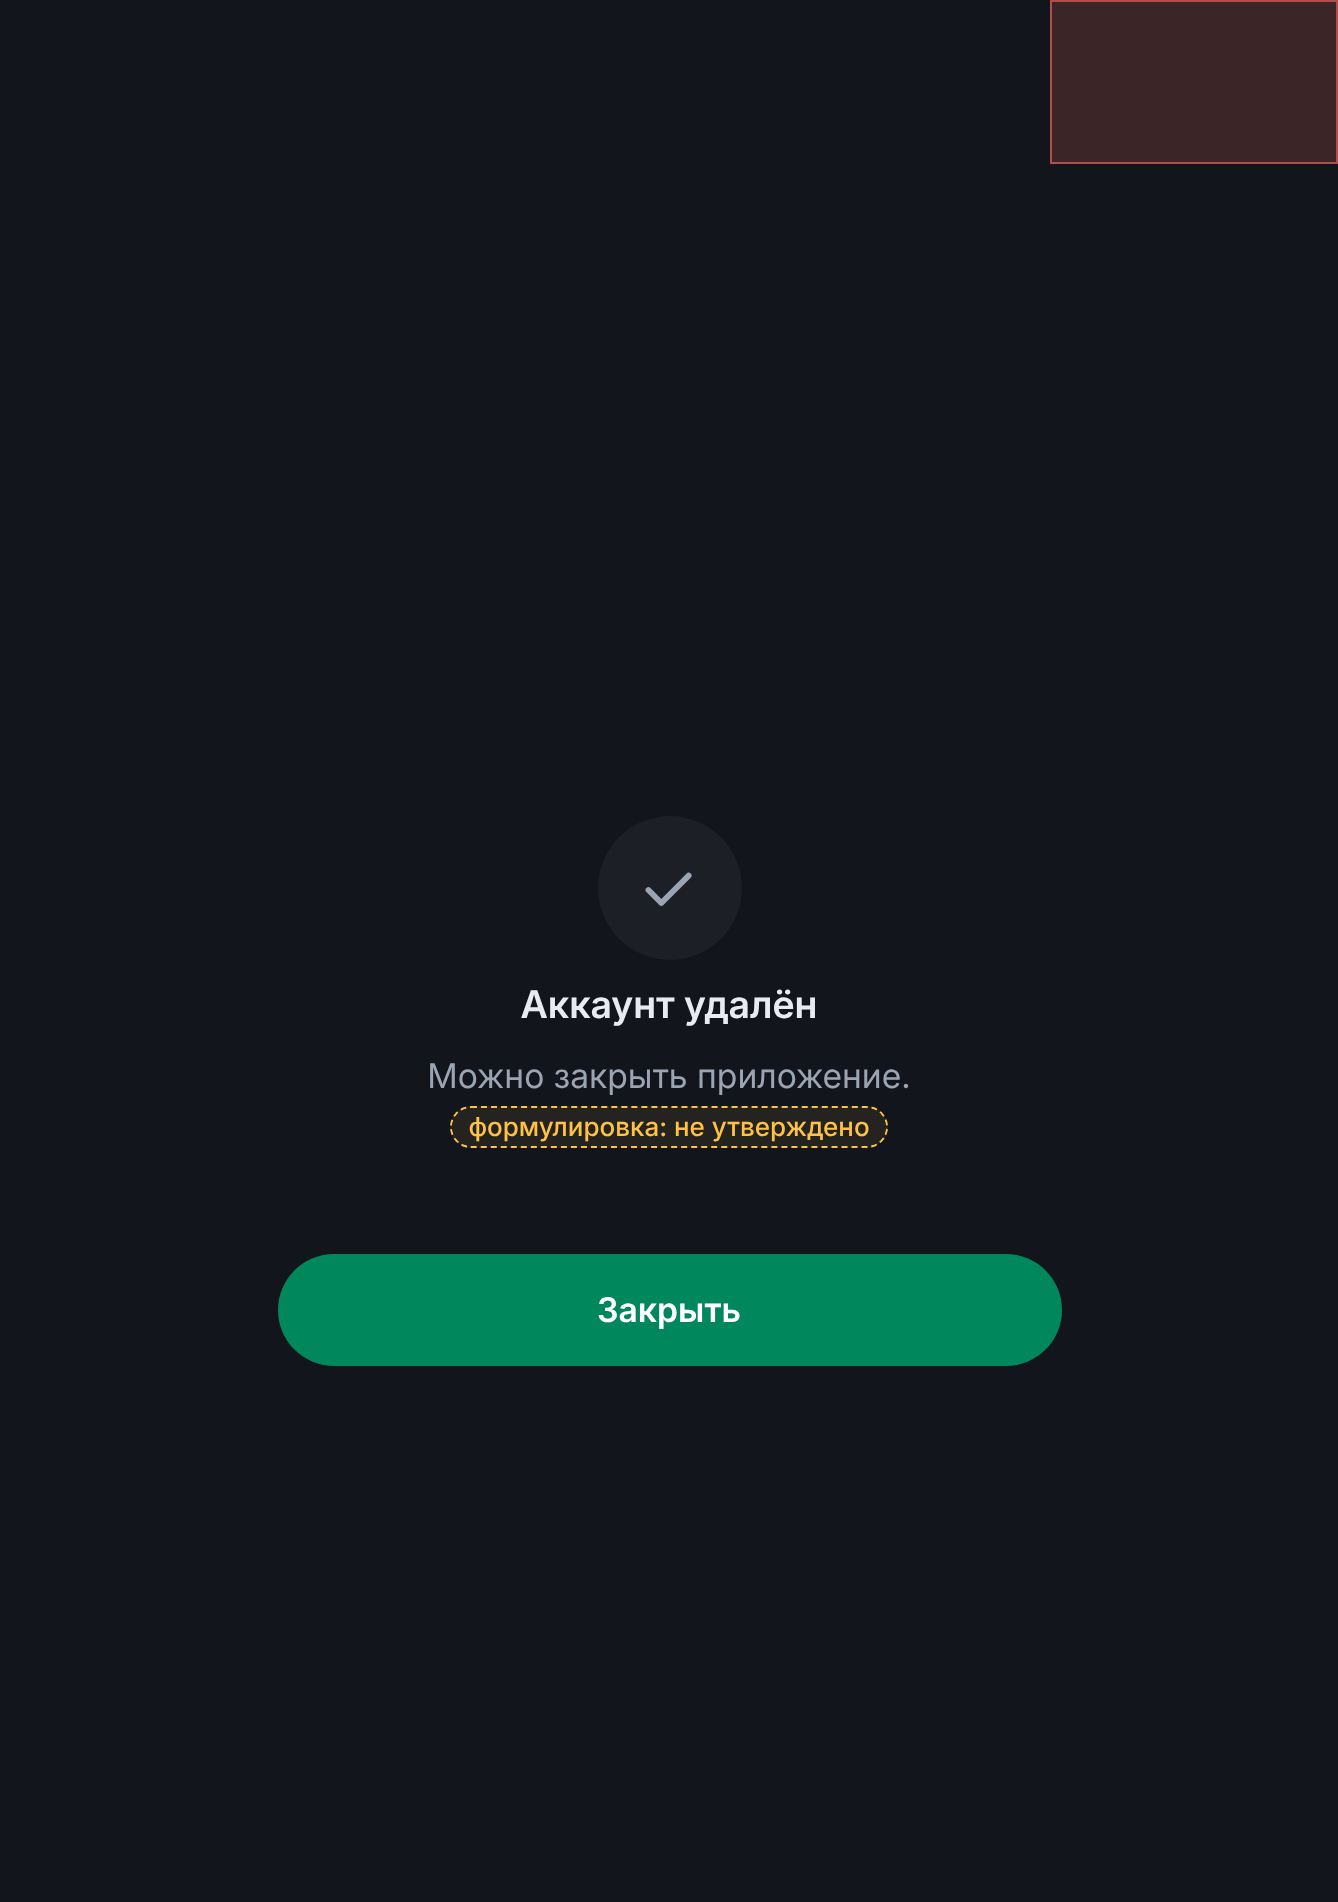 Аккаунт удалён
Можно закрыть приложение.
формулировка: не утверждено
Закрыть